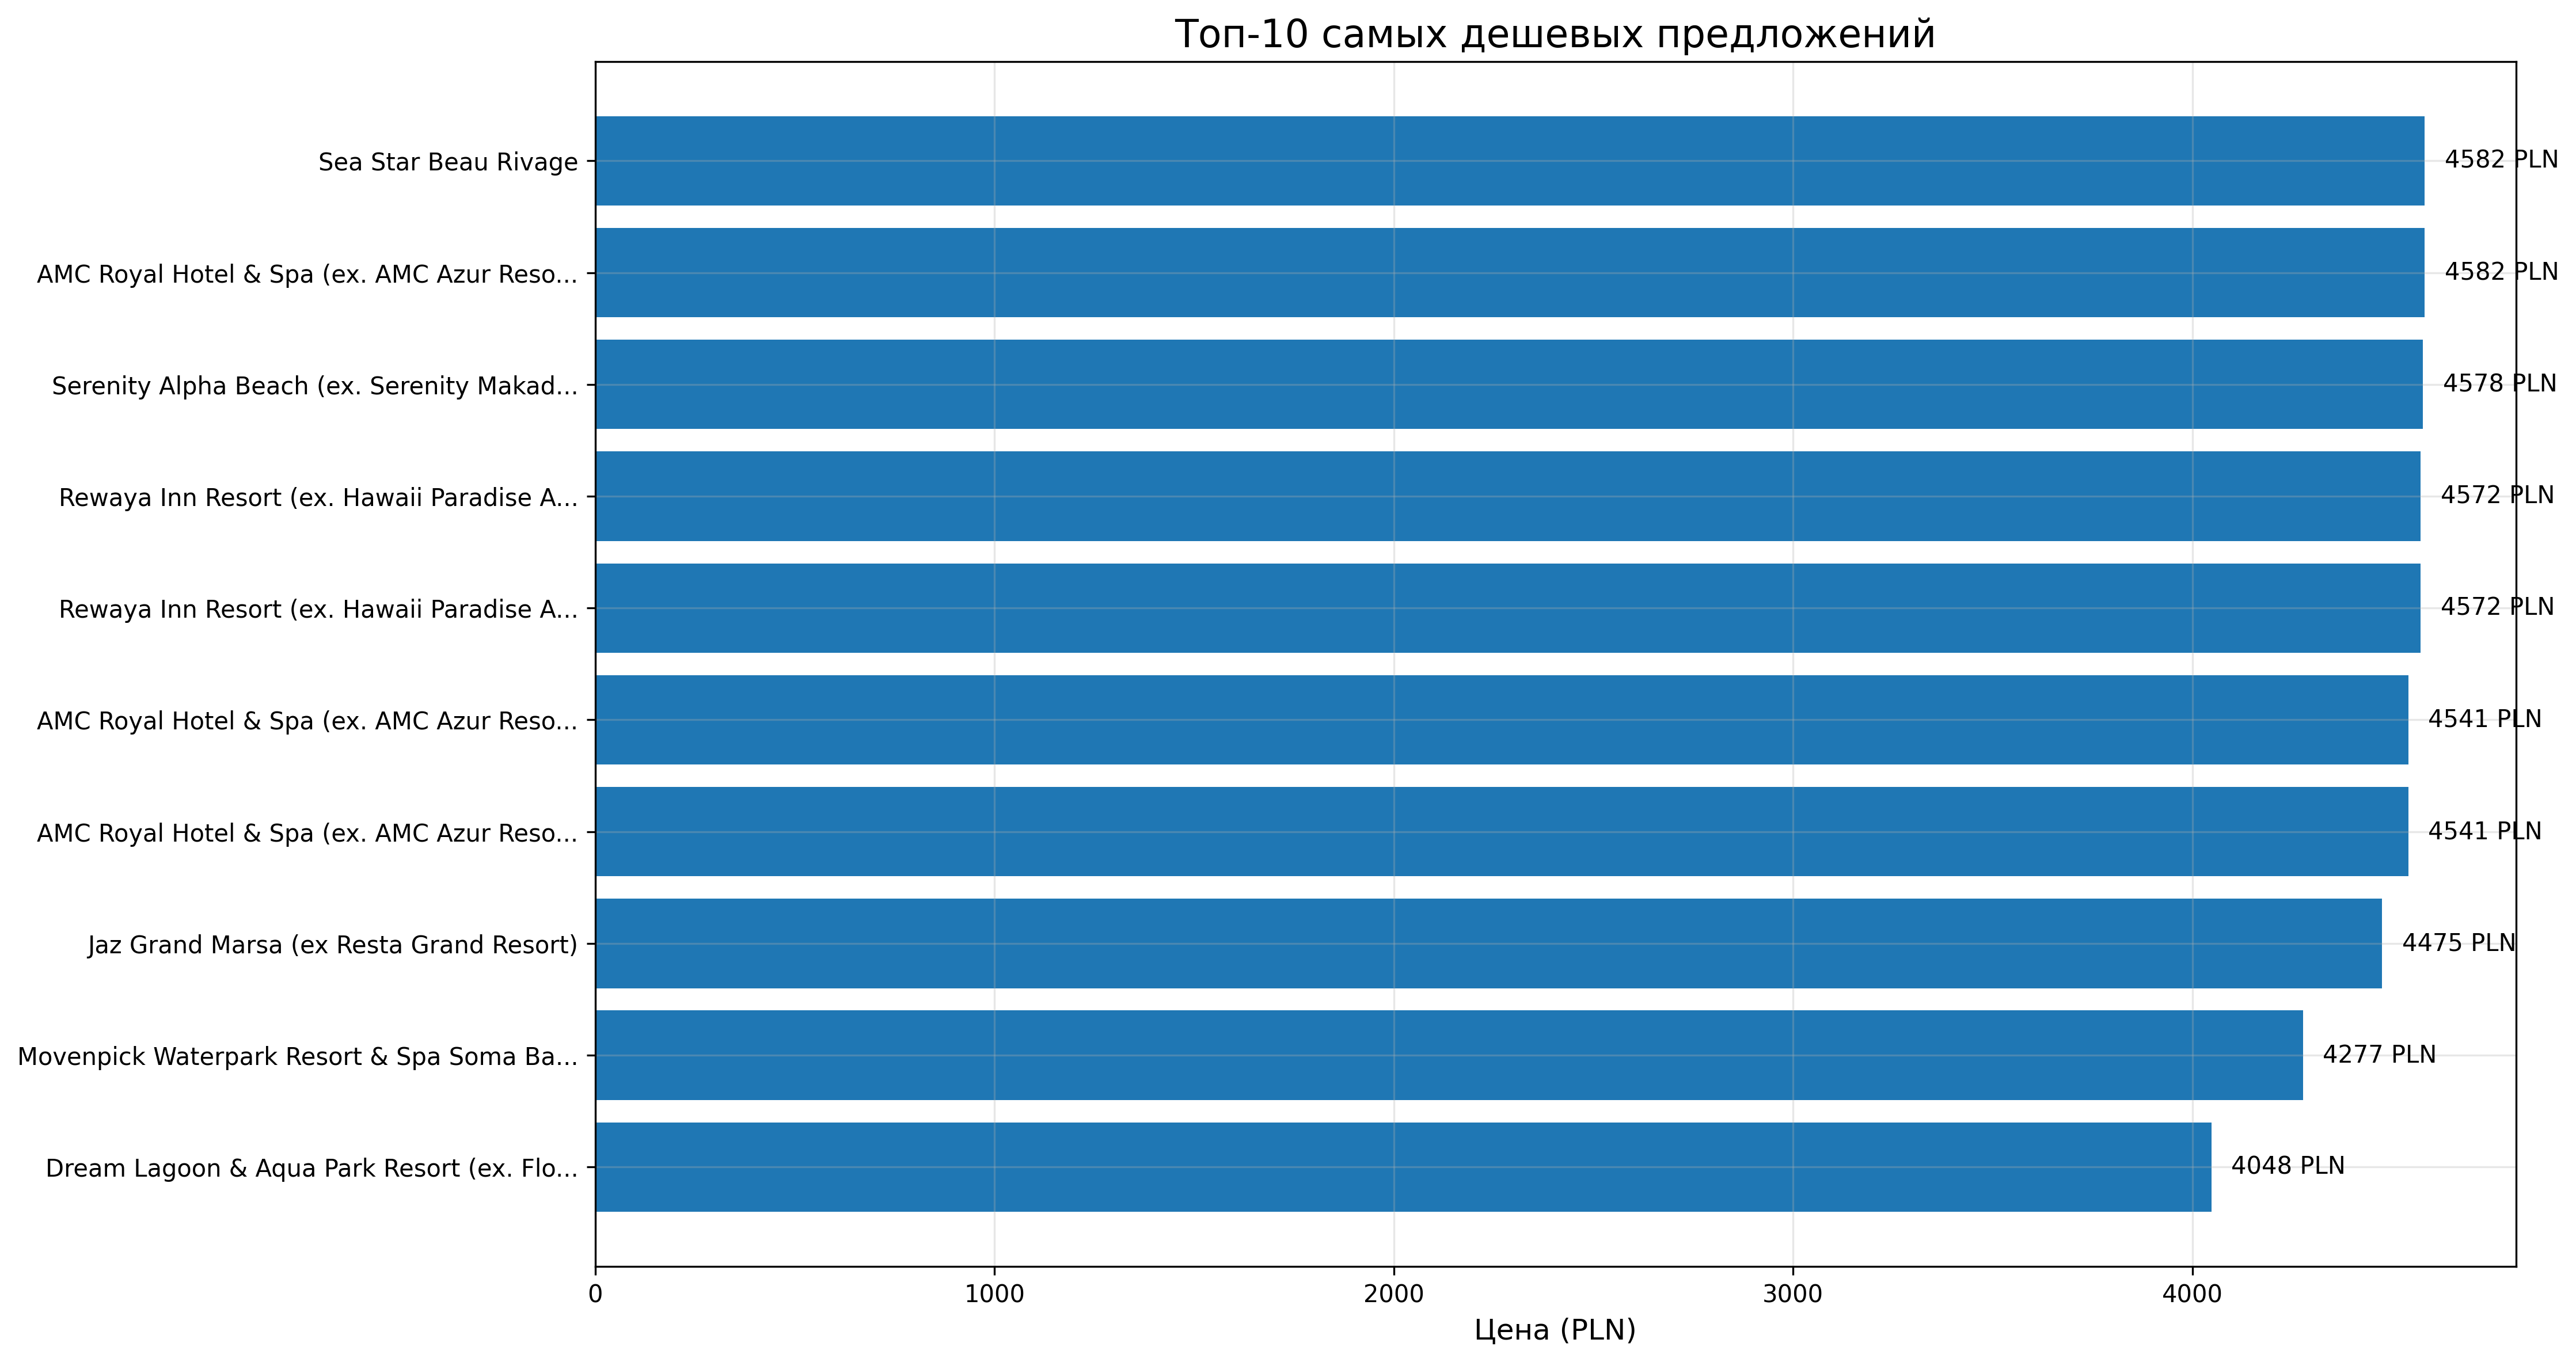 Топ-10 самых дешевых предложений
Sea Star Beau Rivage
4582 PLN
AMC Royal Hotel & Spa (ex. AMC Azur Reso...
4582 PLN
Serenity Alpha Beach (ex. Serenity Makad...
4578 PLN
Rewaya Inn Resort (ex. Hawaii Paradise A...
4572 PLN
Rewaya Inn Resort (ex. Hawaii Paradise A...
4572 PLN
AMC Royal Hotel & Spa (ex. AMC Azur Reso...
4541 PLN
AMC Royal Hotel & Spa (ex. AMC Azur Reso...
4541 PLN
Jaz Grand Marsa (ex Resta Grand Resort)
4475 PLN
Movenpick Waterpark Resort & Spa Soma Ba...
4277 PLN
Dream Lagoon & Aqua Park Resort (ex. Flo...
4048 PLN
0 1000 2000 3000 4000
Цена (PLN)